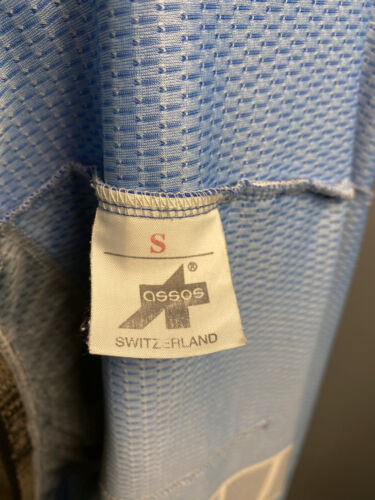 S
®
assos
SWITZERLAND